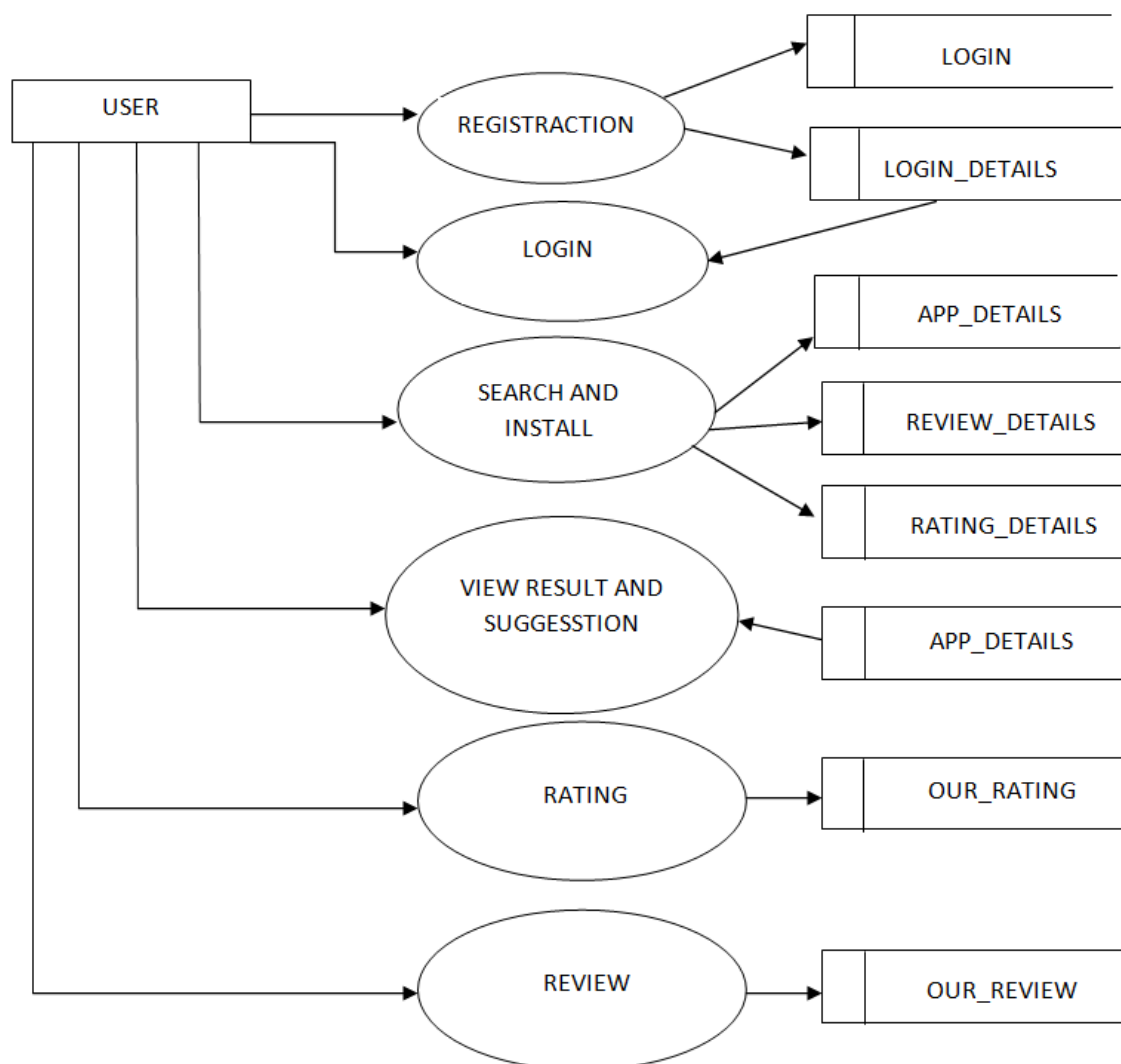 LOGIN
USER
REGISTRACTION
LOGIN_DETAILS
LOGIN
APP_DETAILS
SEARCH AND
INSTALL
REVIEW_DETAILS
RATING_DETAILS
VIEW RESULT AND
SUGGESSTION
APP_DETAILS
RATING
OUR_RATING
REVIEW
OUR_REVIEW